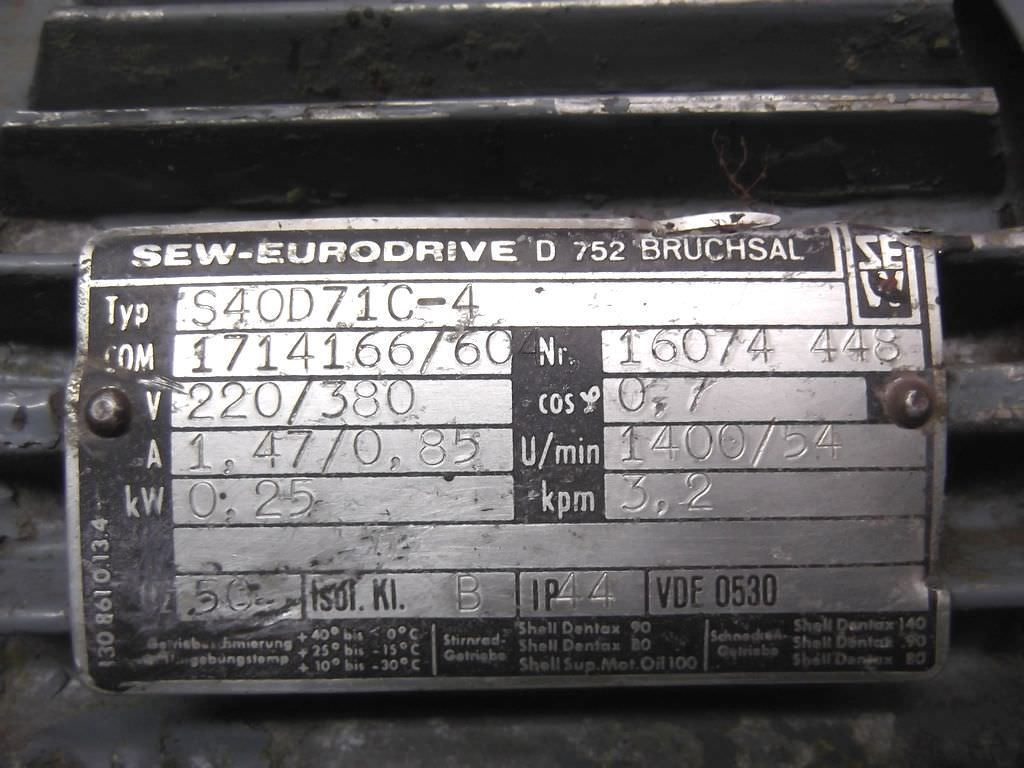 SEW-EURODRIVE D 752 BRUCHSAL SEW
Typ S40D71C-4
COM 1714166/604 Nr. 16074 448
V 220/380 cosφ 0,7
A 1,47/0,85 U/min 1400/54
kW 0,25 kpm 3,2
Hz 50 Isol. Kl. B IP44 VDE 0530
+40° bis - 0°C Stirnrad- Shell Dentax 90 Schnecken- Shell Dentax 140
+25° bis -15°C Getriebe Shell Dentax 80 Getriebe Shell Dentax 90
+10° bis -30°C Shell Sup. Mot. Oil 100 Shell Dentax 80
130 861 0.13.4